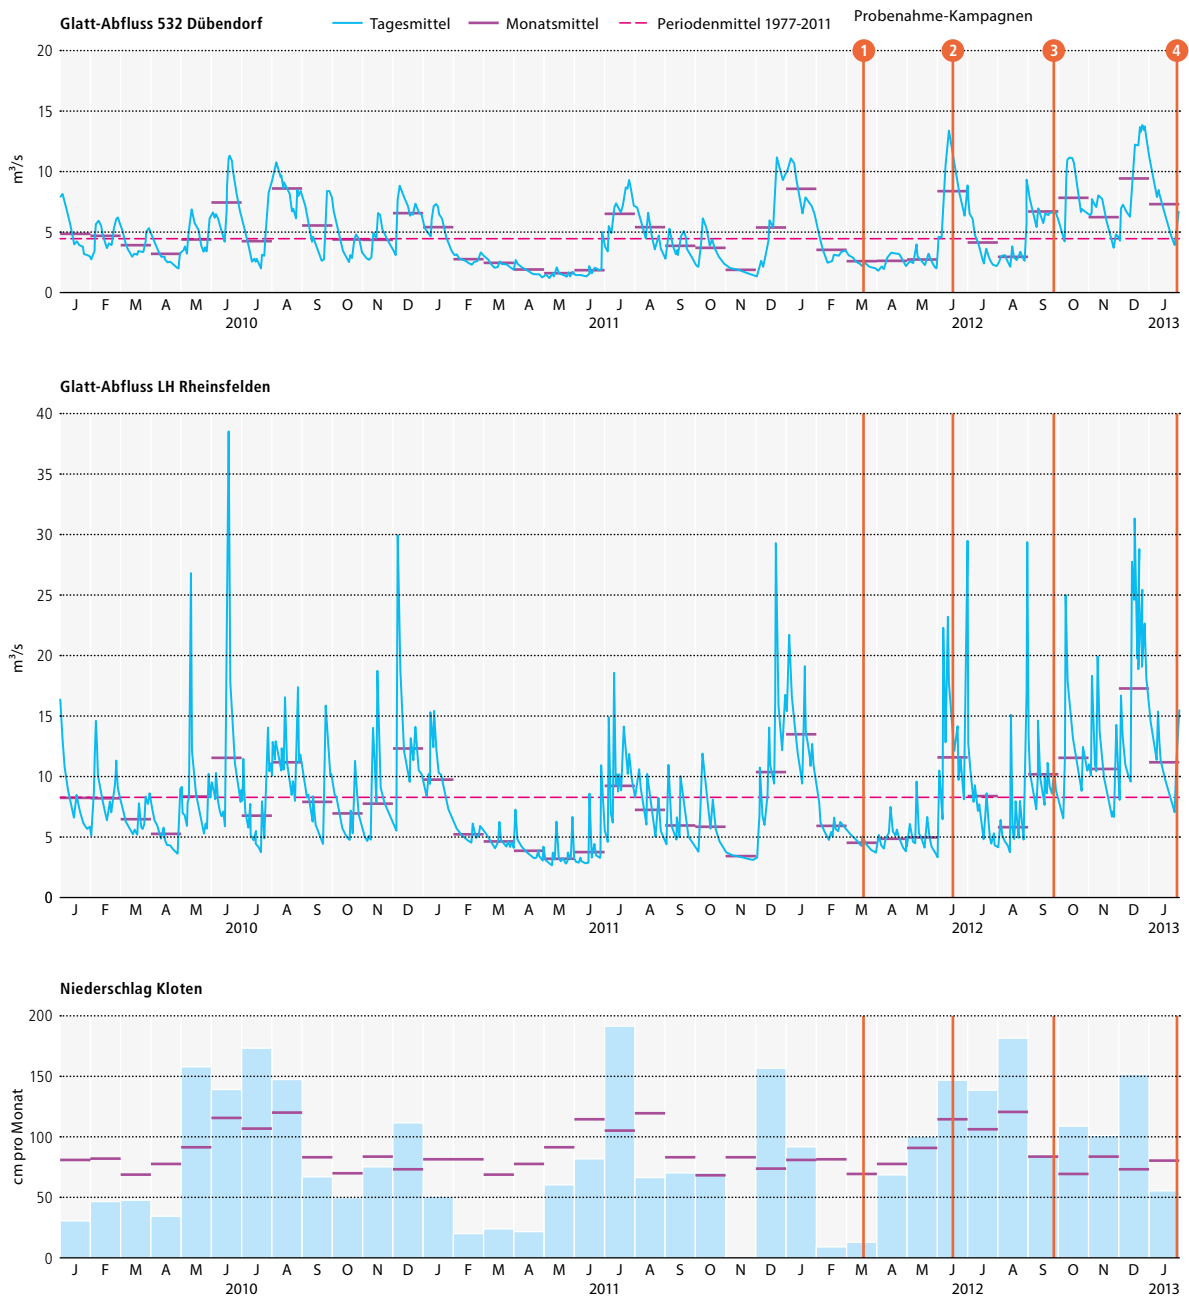 Glatt-Abfluss 532 Dübendorf
Tagesmittel
Monatsmittel
Periodenmittel 1977-2011
Probenahme-Kampagnen
1 2 3 4
20
15
10
5
0
m³/s
J F M A M J J A S O N D J F M A M J J A S O N D J F M A M J J A S O N D J
2010 2011 2012 2013
Glatt-Abfluss LH Rheinsfelden
40
35
30
25
20
15
10
5
0
m³/s
J F M A M J J A S O N D J F M A M J J A S O N D J F M A M J J A S O N D J
2010 2011 2012 2013
Niederschlag Kloten
200
150
100
50
0
cm pro Monat
J F M A M J J A S O N D J F M A M J J A S O N D J F M A M J J A S O N D J
2010 2011 2012 2013